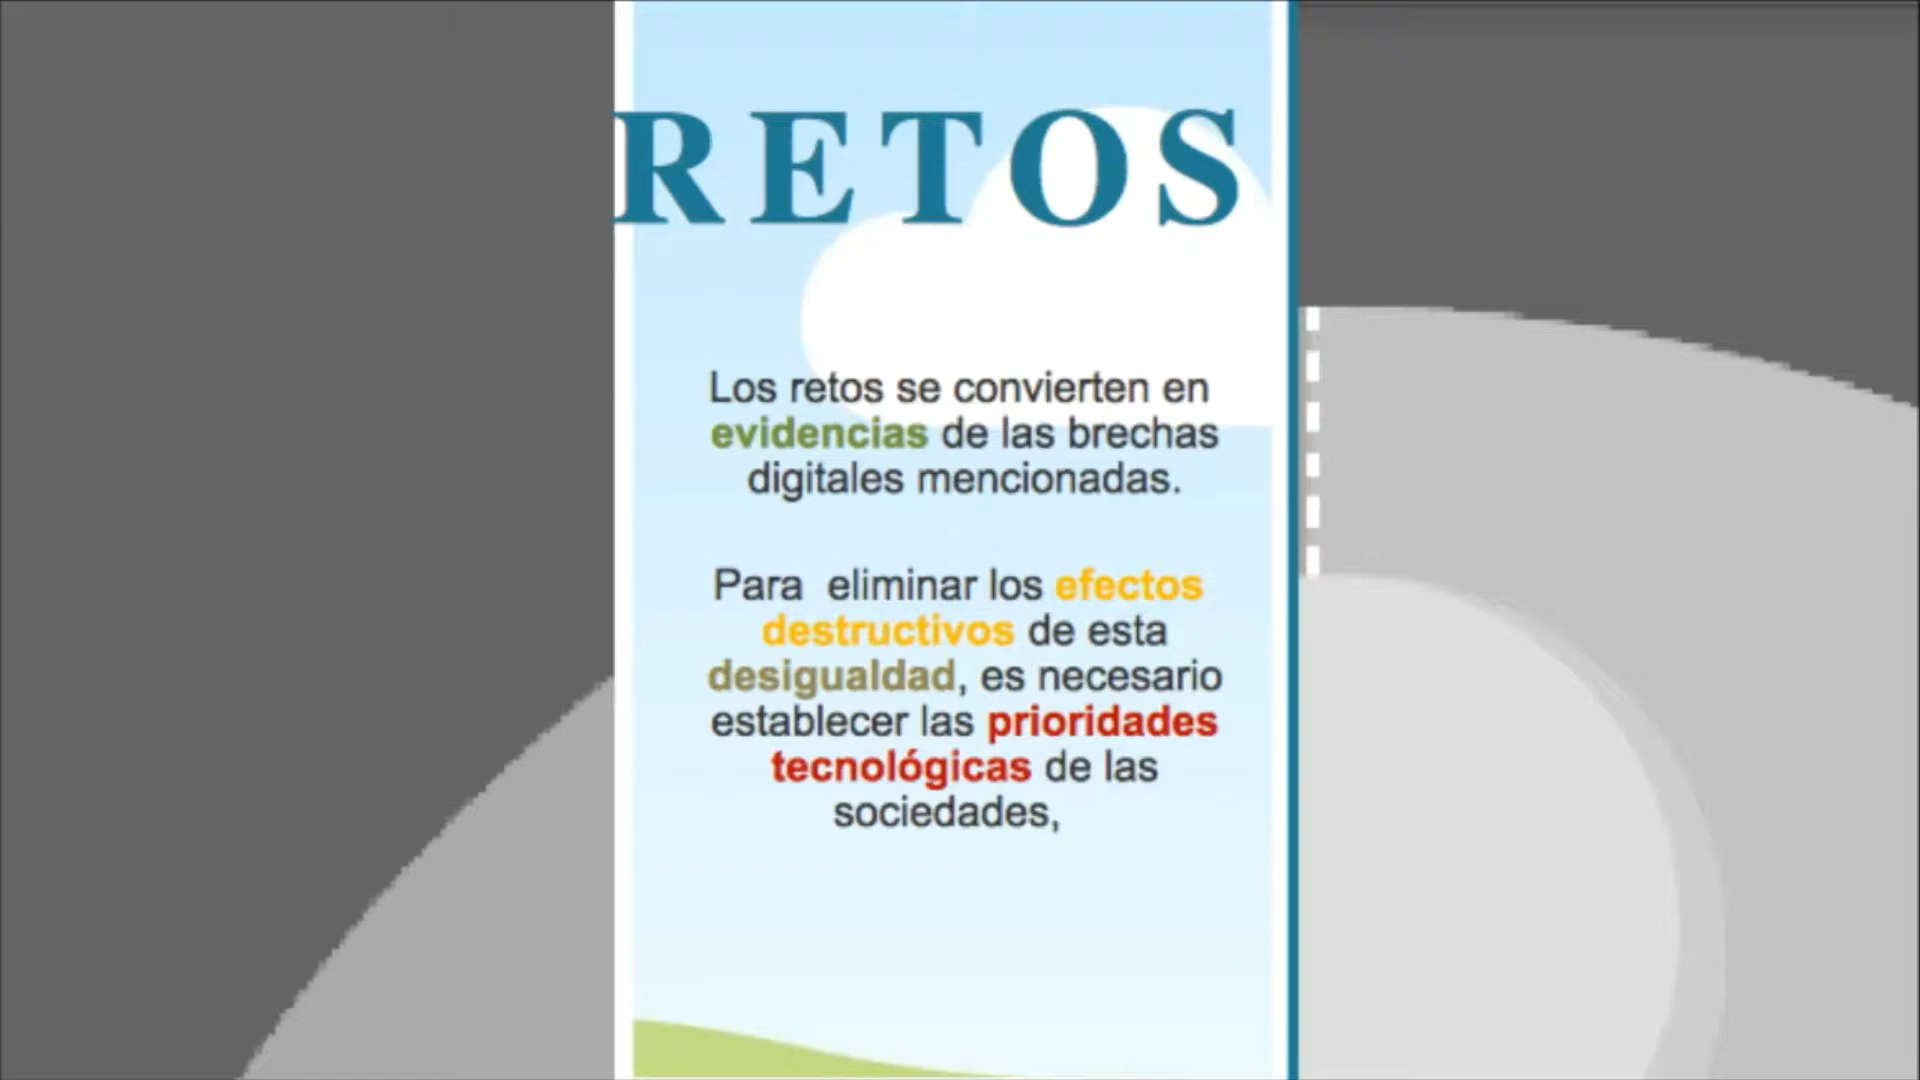 RETOS
Los retos se convierten en
evidencias de las brechas
digitales mencionadas.
Para  eliminar los efectos
destructivos de esta
desigualdad, es necesario
establecer las prioridades
tecnológicas de las
sociedades,